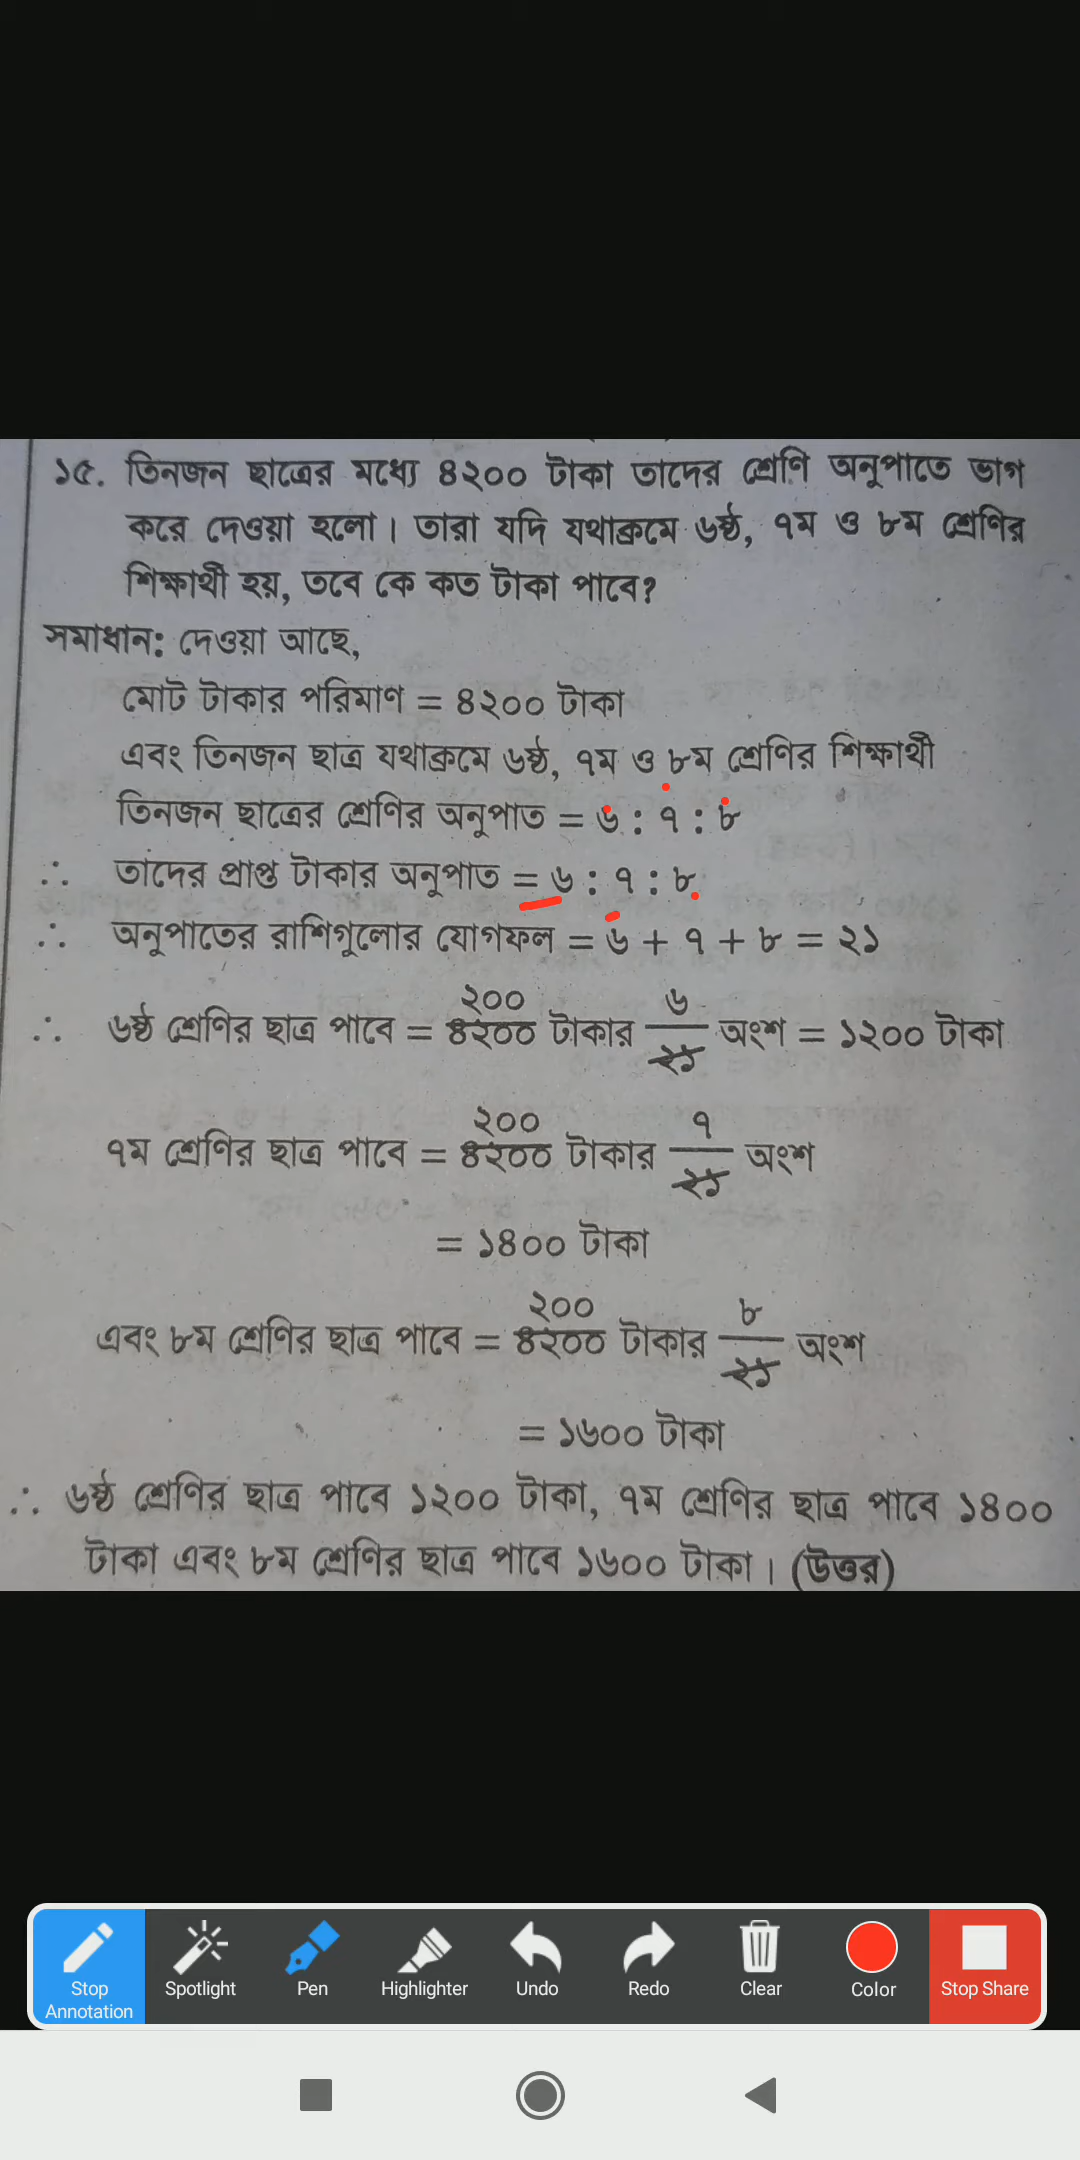 ১৫. তিনজন ছাত্রের মধ্যে ৪২০০ টাকা তাদের শ্রেণি অনুপাতে ভাগ
করে দেওয়া হলো। তারা যদি যথাক্রমে ৬ষ্ঠ, ৭ম ও ৮ম শ্রেণির
শিক্ষার্থী হয়, তবে কে কত টাকা পাবে?
সমাধান: দেওয়া আছে,
মোট টাকার পরিমাণ = ৪২০০ টাকা
এবং তিনজন ছাত্র যথাক্রমে ৬ষ্ঠ, ৭ম ও ৮ম শ্রেণির শিক্ষার্থী
তিনজন ছাত্রের শ্রেণির অনুপাত = ৬ : ৭ : ৮
∴ তাদের প্রাপ্ত টাকার অনুপাত = ৬ : ৭ : ৮
∴ অনুপাতের রাশিগুলোর যোগফল = ৬ + ৭ + ৮ = ২১
২০০ ৬
∴ ৬ষ্ঠ শ্রেণির ছাত্র পাবে = ৪২০০ টাকার অংশ = ১২০০ টাকা
২১
২০০ ৭
৭ম শ্রেণির ছাত্র পাবে = ৪২০০ টাকার অংশ
২১
= ১৪০০ টাকা
২০০ ৮
এবং ৮ম শ্রেণির ছাত্র পাবে = ৪২০০ টাকার অংশ
২১
= ১৬০০ টাকা
∴ ৬ষ্ঠ শ্রেণির ছাত্র পাবে ১২০০ টাকা, ৭ম শ্রেণির ছাত্র পাবে ১৪০০
টাকা এবং ৮ম শ্রেণির ছাত্র পাবে ১৬০০ টাকা। (উত্তর)
Stop Annotation Spotlight Pen Highlighter Undo Redo Clear Color Stop Share